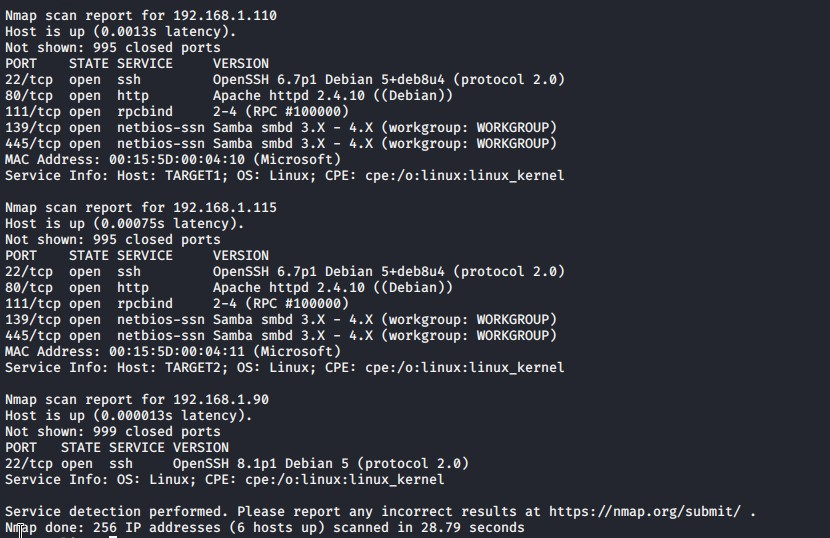 Nmap scan report for 192.168.1.110
Host is up (0.0013s latency).
Not shown: 995 closed ports
PORT    STATE SERVICE     VERSION
22/tcp  open  ssh         OpenSSH 6.7p1 Debian 5+deb8u4 (protocol 2.0)
80/tcp  open  http        Apache httpd 2.4.10 ((Debian))
111/tcp open  rpcbind     2-4 (RPC #100000)
139/tcp open  netbios-ssn Samba smbd 3.X - 4.X (workgroup: WORKGROUP)
445/tcp open  netbios-ssn Samba smbd 3.X - 4.X (workgroup: WORKGROUP)
MAC Address: 00:15:5D:00:04:10 (Microsoft)
Service Info: Host: TARGET1; OS: Linux; CPE: cpe:/o:linux:linux_kernel

Nmap scan report for 192.168.1.115
Host is up (0.00075s latency).
Not shown: 995 closed ports
PORT    STATE SERVICE     VERSION
22/tcp  open  ssh         OpenSSH 6.7p1 Debian 5+deb8u4 (protocol 2.0)
80/tcp  open  http        Apache httpd 2.4.10 ((Debian))
111/tcp open  rpcbind     2-4 (RPC #100000)
139/tcp open  netbios-ssn Samba smbd 3.X - 4.X (workgroup: WORKGROUP)
445/tcp open  netbios-ssn Samba smbd 3.X - 4.X (workgroup: WORKGROUP)
MAC Address: 00:15:5D:00:04:11 (Microsoft)
Service Info: Host: TARGET2; OS: Linux; CPE: cpe:/o:linux:linux_kernel

Nmap scan report for 192.168.1.90
Host is up (0.000013s latency).
Not shown: 999 closed ports
PORT   STATE SERVICE VERSION
22/tcp open  ssh     OpenSSH 8.1p1 Debian 5 (protocol 2.0)
Service Info: OS: Linux; CPE: cpe:/o:linux:linux_kernel

Service detection performed. Please report any incorrect results at https://nmap.org/submit/ .
Nmap done: 256 IP addresses (6 hosts up) scanned in 28.79 seconds